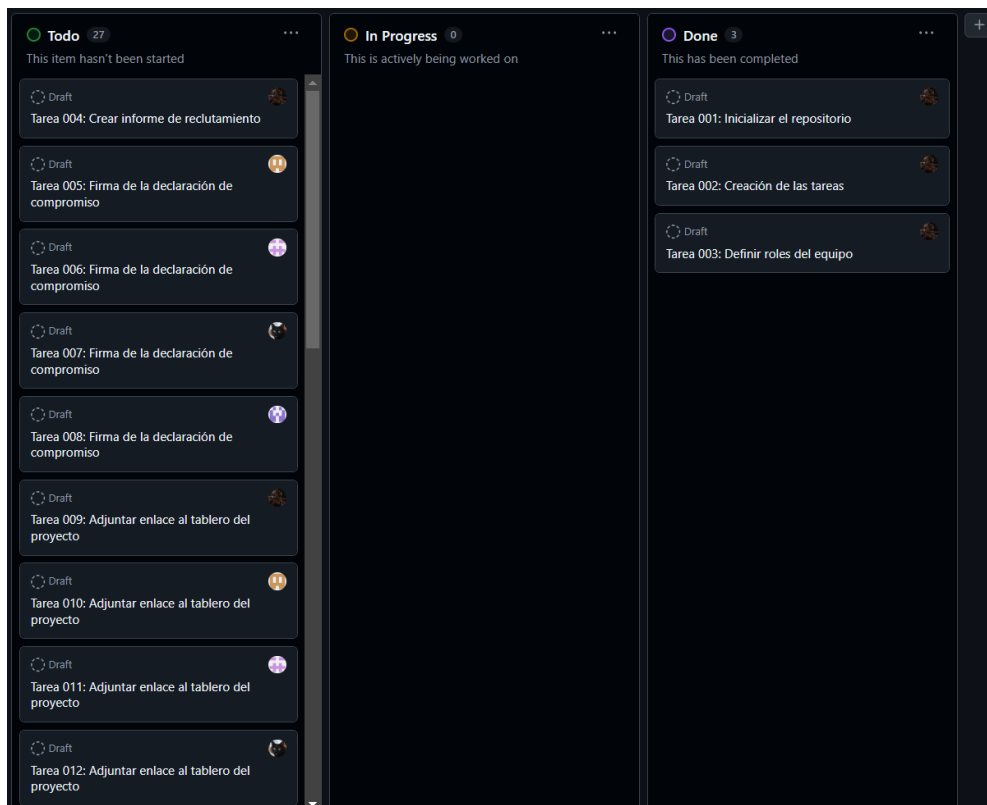 Todo 27
This item hasn't been started
Draft
Tarea 004: Crear informe de reclutamiento
Draft
Tarea 005: Firma de la declaración de
compromiso
Draft
Tarea 006: Firma de la declaración de
compromiso
Draft
Tarea 007: Firma de la declaración de
compromiso
Draft
Tarea 008: Firma de la declaración de
compromiso
Draft
Tarea 009: Adjuntar enlace al tablero del
proyecto
Draft
Tarea 010: Adjuntar enlace al tablero del
proyecto
Draft
Tarea 011: Adjuntar enlace al tablero del
proyecto
Draft
Tarea 012: Adjuntar enlace al tablero del
proyecto
In Progress 0
This is actively being worked on
Done 3
This has been completed
Draft
Tarea 001: Inicializar el repositorio
Draft
Tarea 002: Creación de las tareas
Draft
Tarea 003: Definir roles del equipo